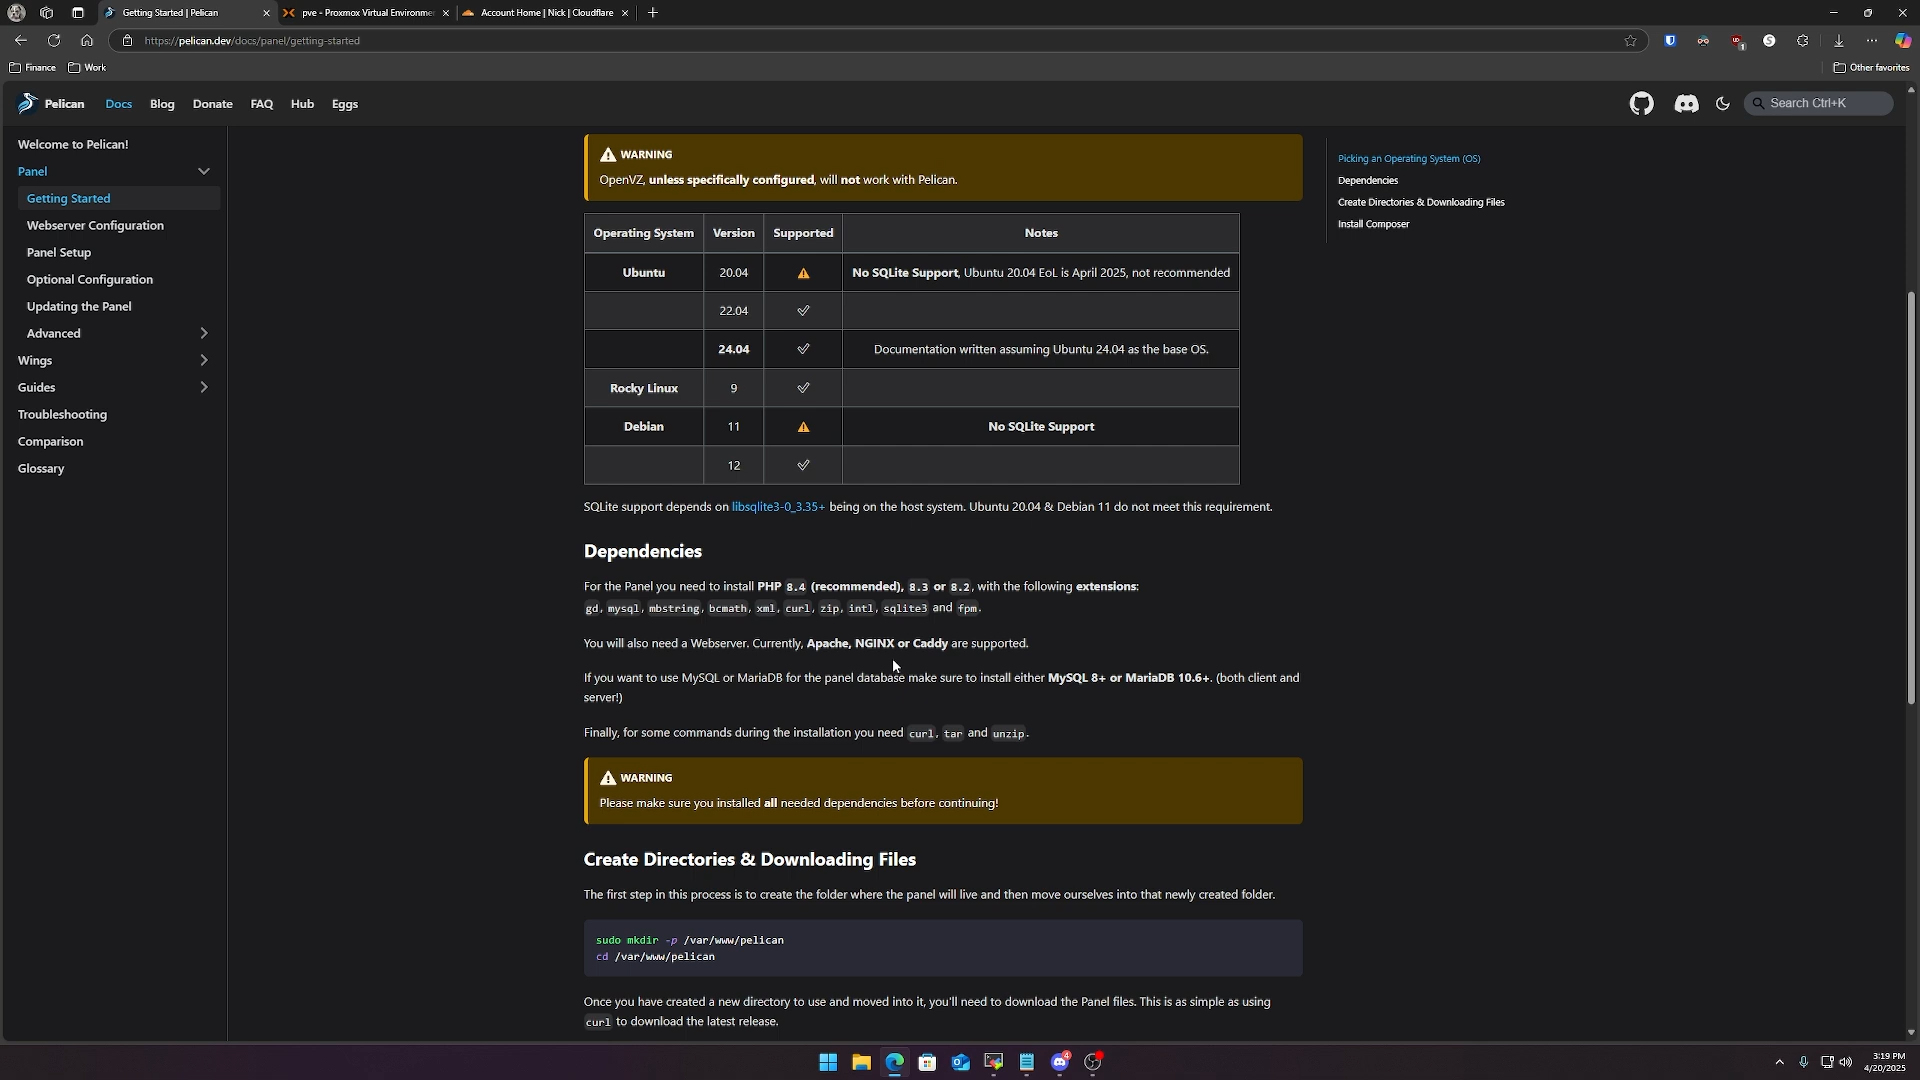 Getting Started | Pelican
pve - Proxmox Virtual Environme
Account Home | Nick | Cloudflare
https://pelican.dev/docs/panel/getting-started
Finance
Work
Other favorites
Pelican
Docs
Blog
Donate
FAQ
Hub
Eggs
Search Ctrl+K
Welcome to Pelican!
Panel
Getting Started
Webserver Configuration
Panel Setup
Optional Configuration
Updating the Panel
Advanced
Wings
Guides
Troubleshooting
Comparison
Glossary
WARNING
OpenVZ, unless specifically configured, will not work with Pelican.
Operating System Version Supported Notes
Ubuntu 20.04 No SQLite Support, Ubuntu 20.04 EoL is April 2025, not recommended
22.04
24.04 Documentation written assuming Ubuntu 24.04 as the base OS.
Rocky Linux 9
Debian 11 No SQLite Support
12
SQLite support depends on libsqlite3-0_3.35+ being on the host system. Ubuntu 20.04 & Debian 11 do not meet this requirement.
Dependencies
For the Panel you need to install PHP 8.4 (recommended), 8.3 or 8.2, with the following extensions:
gd, mysql, mbstring, bcmath, xml, curl, zip, intl, sqlite3 and fpm.
You will also need a Webserver. Currently, Apache, NGINX or Caddy are supported.
If you want to use MySQL or MariaDB for the panel database make sure to install either MySQL 8+ or MariaDB 10.6+. (both client and
server!)
Finally, for some commands during the installation you need curl, tar and unzip.
WARNING
Please make sure you installed all needed dependencies before continuing!
Create Directories & Downloading Files
The first step in this process is to create the folder where the panel will live and then move ourselves into that newly created folder.
sudo mkdir -p /var/www/pelican
cd /var/www/pelican
Once you have created a new directory to use and moved into it, you'll need to download the Panel files. This is as simple as using
curl to download the latest release.
Picking an Operating System (OS)
Dependencies
Create Directories & Downloading Files
Install Composer
3:19 PM
4/20/2025